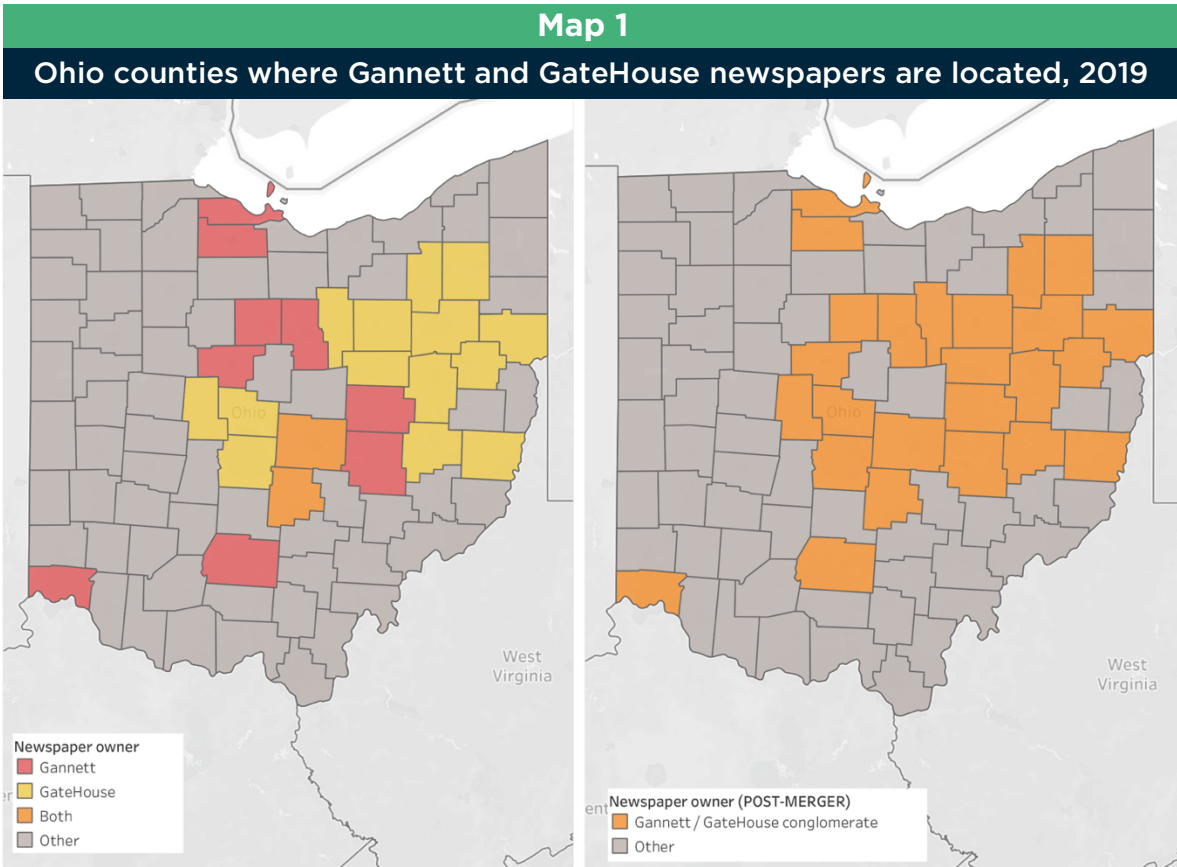 Map 1
Ohio counties where Gannett and GateHouse newspapers are located, 2019
Ohio
West
Virginia
Newspaper owner
Gannett
GateHouse
Both
Other
Ohio
West
Virginia
Newspaper owner (POST-MERGER)
Gannett / GateHouse conglomerate
Other